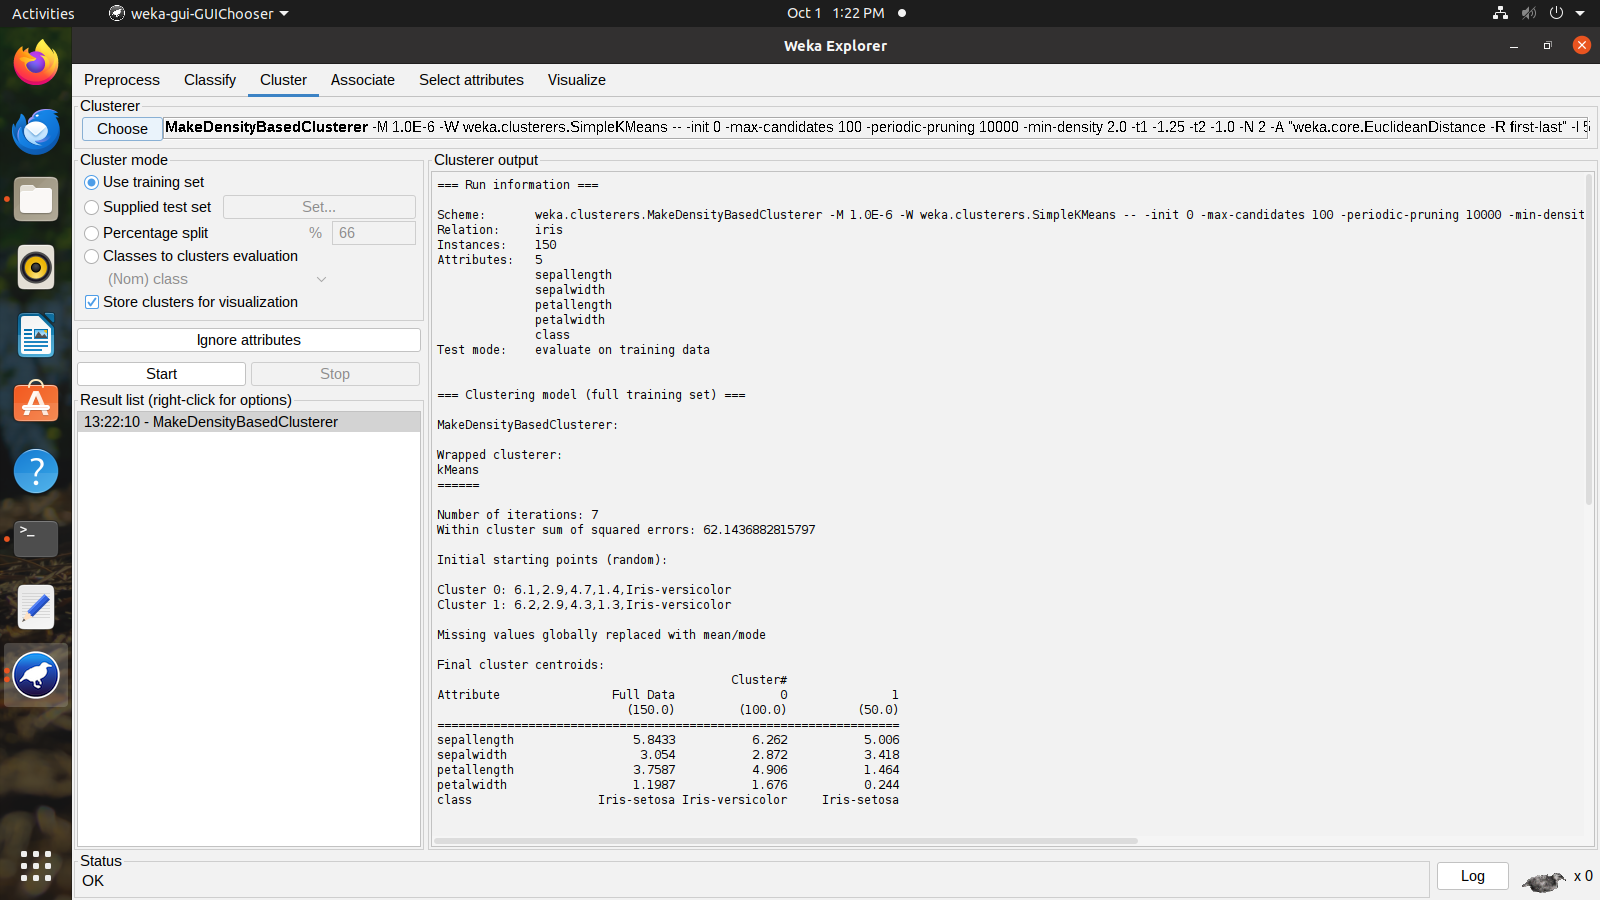 Activities weka-gui-GUIChooser Oct 1 1:22 PM
Weka Explorer
Preprocess Classify Cluster Associate Select attributes Visualize
Clusterer
Choose MakeDensityBasedClusterer -M 1.0E-6 -W weka.clusterers.SimpleKMeans -- -init 0 -max-candidates 100 -periodic-pruning 10000 -min-density 2.0 -t1 -1.25 -t2 -1.0 -N 2 -A "weka.core.EuclideanDistance -R first-last" -I
Cluster mode
Use training set
Supplied test set Set...
Percentage split % 66
Classes to clusters evaluation
(Nom) class
Store clusters for visualization
Ignore attributes
Start Stop
Result list (right-click for options)
13:22:10 - MakeDensityBasedClusterer
Clusterer output
=== Run information ===
Scheme: weka.clusterers.MakeDensityBasedClusterer -M 1.0E-6 -W weka.clusterers.SimpleKMeans -- -init 0 -max-candidates 100 -periodic-pruning 10000 -min-densit
Relation: iris
Instances: 150
Attributes: 5
sepallength
sepalwidth
petallength
petalwidth
class
Test mode: evaluate on training data
=== Clustering model (full training set) ===
MakeDensityBasedClusterer:
Wrapped clusterer:
kMeans
======
Number of iterations: 7
Within cluster sum of squared errors: 62.1436882815797
Initial starting points (random):
Cluster 0: 6.1,2.9,4.7,1.4,Iris-versicolor
Cluster 1: 6.2,2.9,4.3,1.3,Iris-versicolor
Missing values globally replaced with mean/mode
Final cluster centroids:
Cluster#
Attribute Full Data 0 1
(150.0) (100.0) (50.0)
==================================================================
sepallength 5.8433 6.262 5.006
sepalwidth 3.054 2.872 3.418
petallength 3.7587 4.906 1.464
petalwidth 1.1987 1.676 0.244
class Iris-setosa Iris-versicolor Iris-setosa
Status
OK
Log x 0